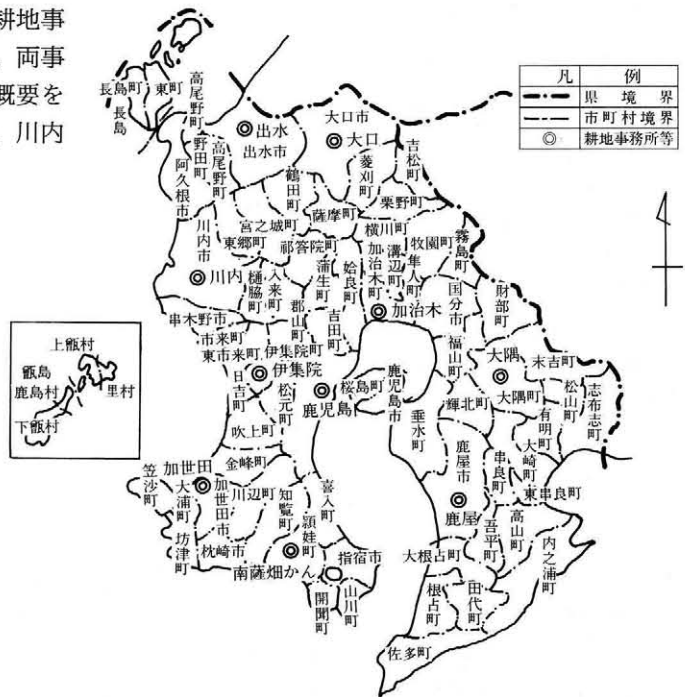 耕地事
両事
概要を
川内
凡 例
県境界
市町村境界
耕地事務所等
長島町
東町
長島
高尾野町
出水
出水市
大口市
大口
野田町
高尾野町
阿久根市
鶴田町
菱刈町
吉松町
栗野町
薩摩町
宮之城町
横川町
川内市
東郷町
祁答院町
加治木町
溝辺町
牧園町
隼人町
霧島町
川内
樋脇町
入来町
蒲生町
姶良町
加治木
国分市
財部町
串木野市
郡山町
吉田町
市来町
東市来町
伊集院町
伊集院
福山町
大隅
末吉町
上甑村
甑島
鹿島村
里村
下甑村
日吉町
松元町
鹿児島
桜島町
鹿児島市
垂水町
輝北町
大隅町
松山町
志布志町
有明町
吹上町
鹿屋市
串良町
大崎町
金峰町
笠沙町
加世田
大浦町
加世田市
川辺町
知覧町
喜入町
鹿屋
東串良町
坊津町
枕崎市
頴娃町
指宿市
吾平町
高山町
内之浦町
南薩畑かん
大根占町
開聞町
山川町
根占町
田代町
佐多町